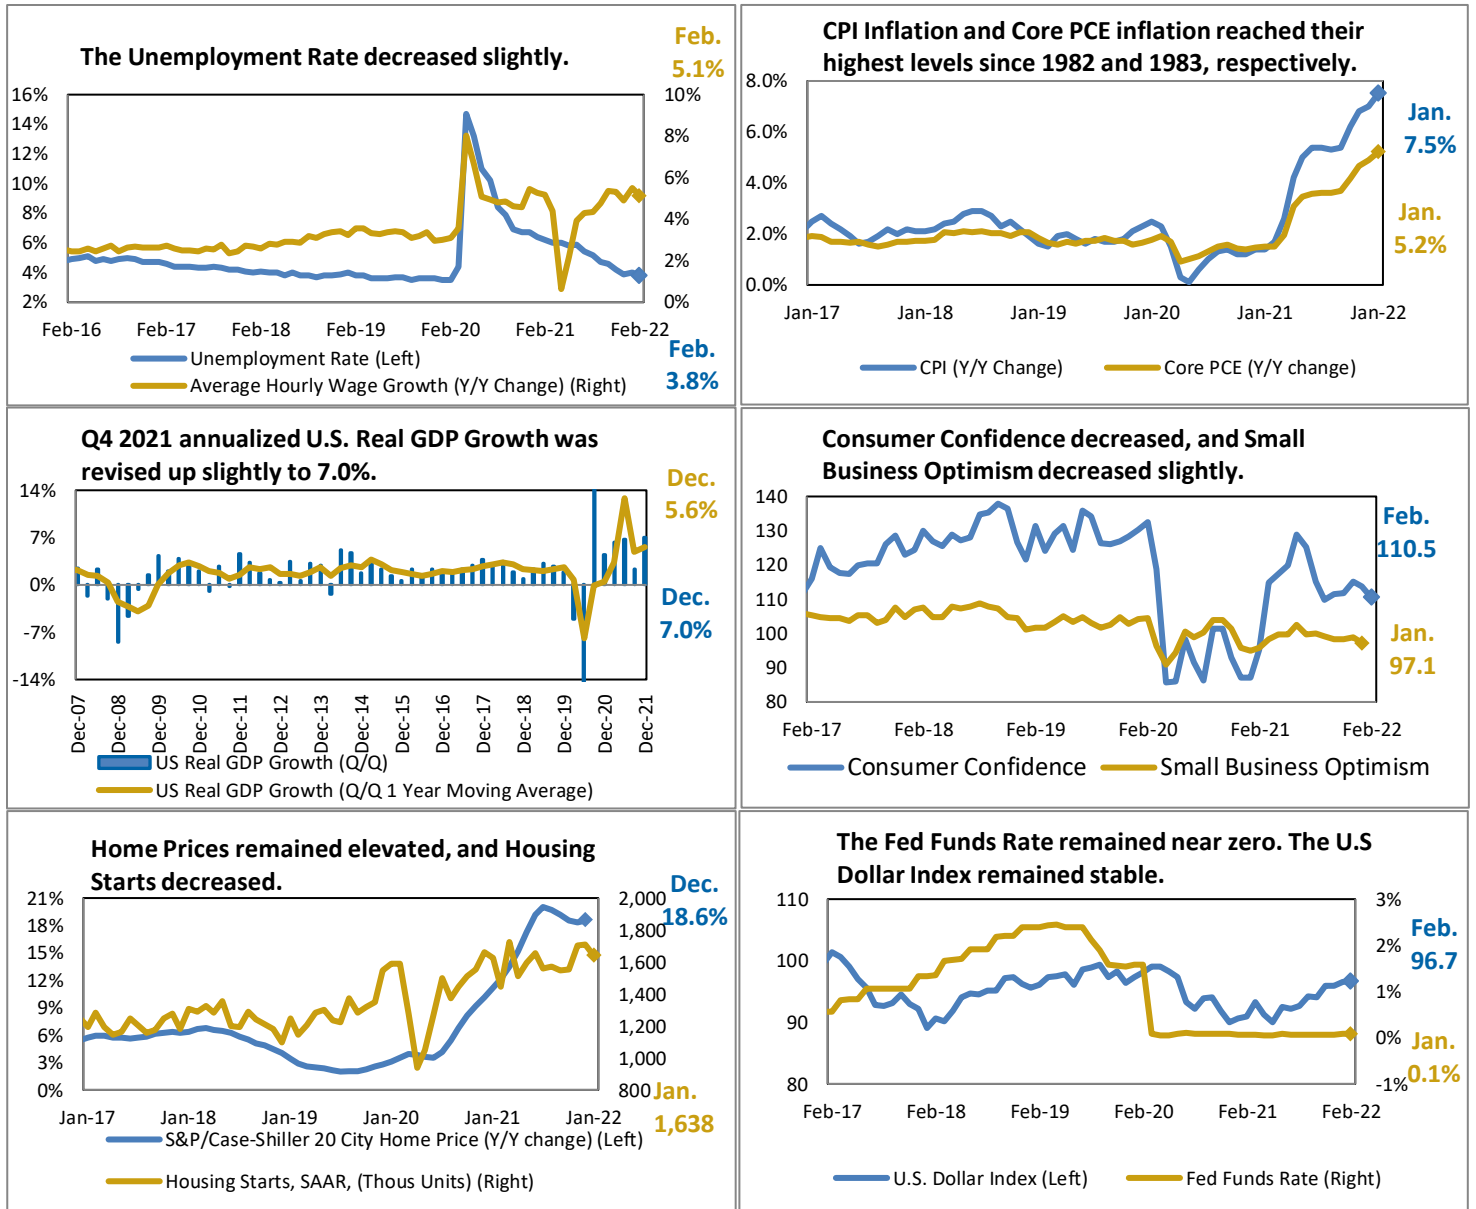 The Unemployment Rate decreased slightly.
Feb.
5.1%
16%
14%
12%
10%
8%
6%
4%
2%
10%
8%
6%
4%
2%
0%
Feb-16 Feb-17 Feb-18 Feb-19 Feb-20 Feb-21 Feb-22
Unemployment Rate (Left)
Average Hourly Wage Growth (Y/Y Change) (Right)
Feb.
3.8%
CPI Inflation and Core PCE inflation reached their
highest levels since 1982 and 1983, respectively.
8.0%
6.0%
4.0%
2.0%
0.0%
Jan.
7.5%
Jan.
5.2%
Jan-17 Jan-18 Jan-19 Jan-20 Jan-21 Jan-22
CPI (Y/Y Change) Core PCE (Y/Y change)
Q4 2021 annualized U.S. Real GDP Growth was
revised up slightly to 7.0%.
Dec.
5.6%
14%
7%
0%
-7%
-14%
Dec.
7.0%
Dec-07 Dec-08 Dec-09 Dec-10 Dec-11 Dec-12 Dec-13 Dec-14 Dec-15 Dec-16 Dec-17 Dec-18 Dec-19 Dec-20 Dec-21
US Real GDP Growth (Q/Q)
US Real GDP Growth (Q/Q 1 Year Moving Average)
Consumer Confidence decreased, and Small
Business Optimism decreased slightly.
140
130
120
110
100
90
80
Feb.
110.5
Jan.
97.1
Feb-17 Feb-18 Feb-19 Feb-20 Feb-21 Feb-22
Consumer Confidence Small Business Optimism
Home Prices remained elevated, and Housing
Starts decreased.
Dec.
18.6%
21%
18%
15%
12%
9%
6%
3%
0%
2,000
1,800
1,600
1,400
1,200
1,000
800
Jan.
1,638
Jan-17 Jan-18 Jan-19 Jan-20 Jan-21 Jan-22
S&P/Case-Shiller 20 City Home Price (Y/Y change) (Left)
Housing Starts, SAAR, (Thous Units) (Right)
The Fed Funds Rate remained near zero. The U.S
Dollar Index remained stable.
110
100
90
80
3%
2%
1%
0%
-1%
Feb.
96.7
Jan.
0.1%
Feb-17 Feb-18 Feb-19 Feb-20 Feb-21 Feb-22
U.S. Dollar Index (Left) Fed Funds Rate (Right)